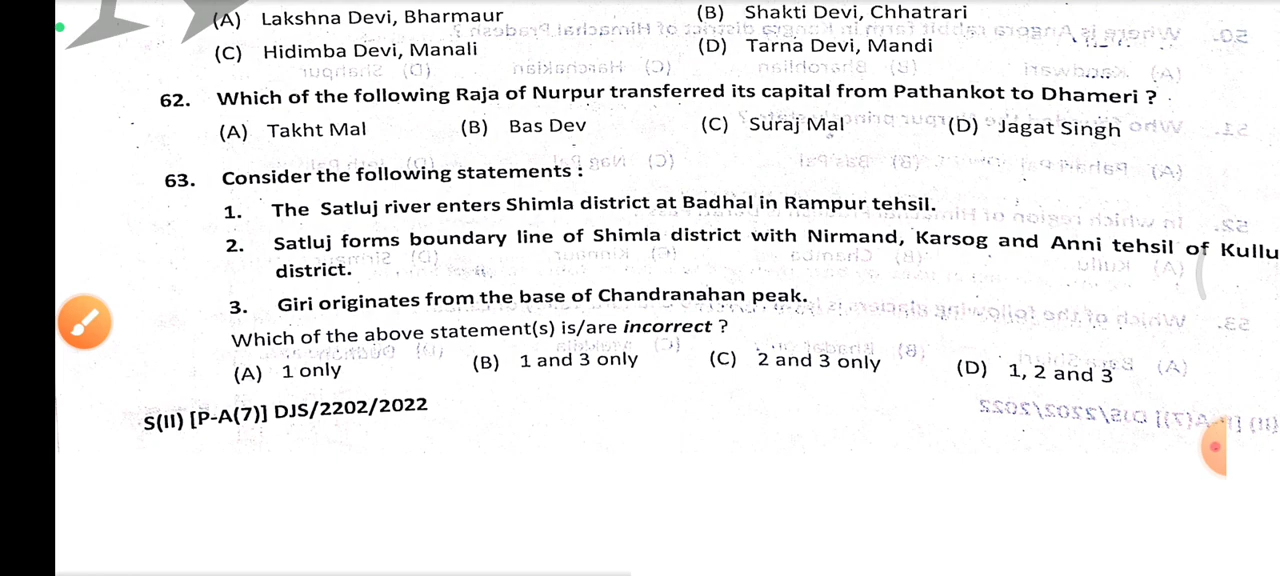 (A) Lakshna Devi, Bharmaur (B) Shakti Devi, Chhatrari
(C) Hidimba Devi, Manali (D) Tarna Devi, Mandi
62. Which of the following Raja of Nurpur transferred its capital from Pathankot to Dhameri ?
(A) Takht Mal (B) Bas Dev (C) Suraj Mal (D) Jagat Singh
63. Consider the following statements :
1. The Satluj river enters Shimla district at Badhal in Rampur tehsil.
2. Satluj forms boundary line of Shimla district with Nirmand, Karsog and Anni tehsil of Kullu
district.
3. Giri originates from the base of Chandranahan peak.
Which of the above statement(s) is/are incorrect ?
(A) 1 only (B) 1 and 3 only (C) 2 and 3 only (D) 1, 2 and 3
S(II) [P-A(7)] DJS/2202/2022